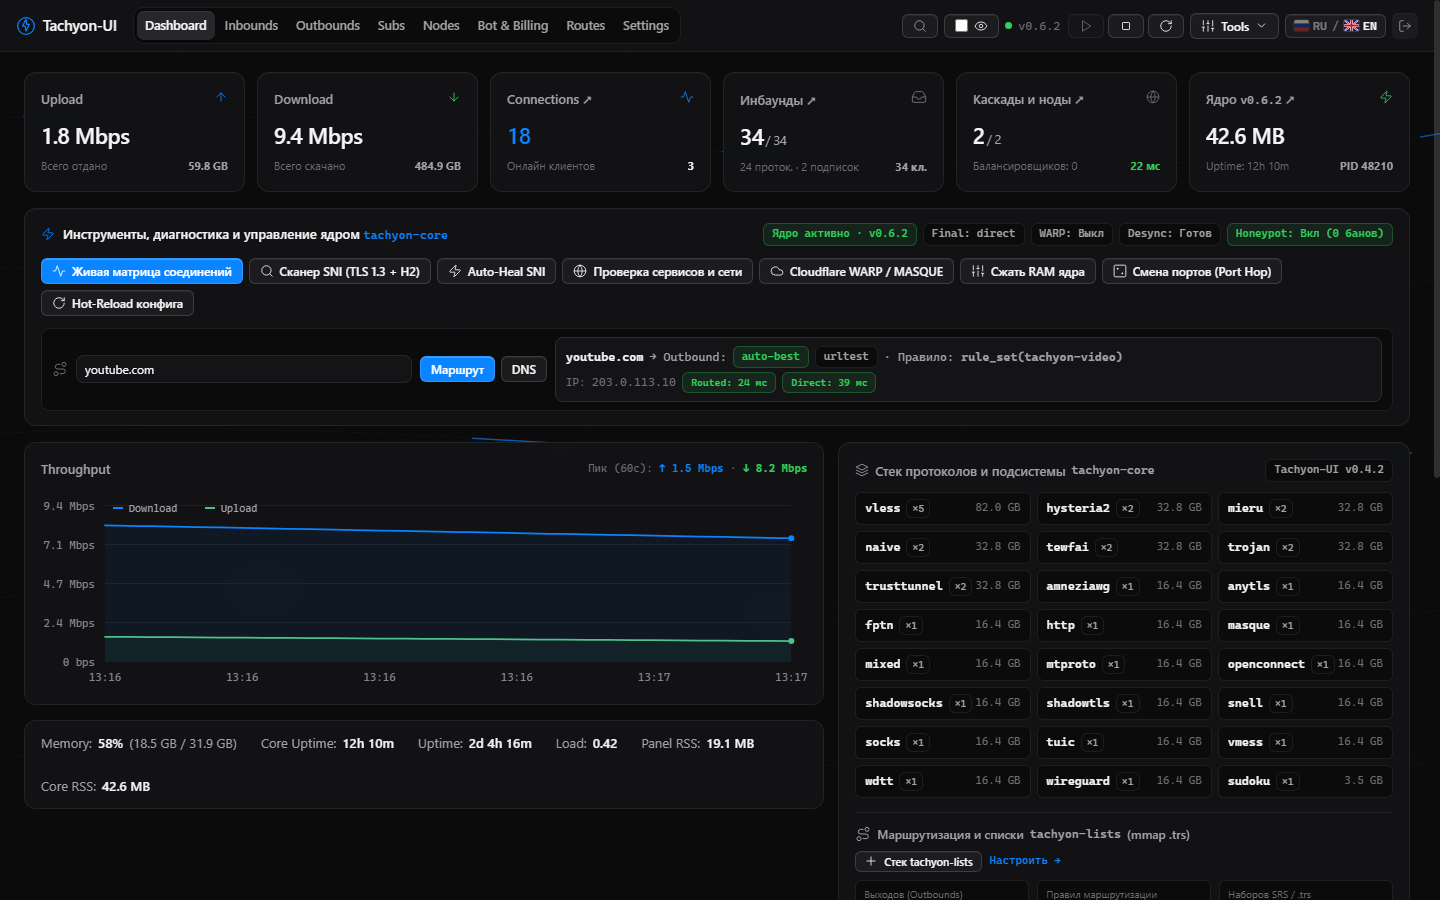 Tachyon-UI Dashboard Inbounds Outbounds Subs Nodes Bot & Billing Routes Settings v0.6.2 Tools RU / EN
Upload
1.8 Mbps
Всего отдано 59.8 GB
Download
9.4 Mbps
Всего скачано 484.9 GB
Connections ↗
18
Онлайн клиентов 3
Инбаунды ↗
34 / 34
24 проток. · 2 подписок 34 кл.
Каскады и ноды ↗
2 / 2
Балансировщиков: 0 22 мс
Ядро v0.6.2 ↗
42.6 MB
Uptime: 12h 10m PID 48210
Инструменты, диагностика и управление ядром tachyon-core Ядро активно · v0.6.2 Final: direct WARP: Выкл Desync: Готов Honeypot: Вкл (0 банов)
Живая матрица соединений Сканер SNI (TLS 1.3 + H2) Auto-Heal SNI Проверка сервисов и сети Cloudflare WARP / MASQUE Сжать RAM ядра Смена портов (Port Hop)
Hot-Reload конфига
youtube.com Маршрут DNS
youtube.com → Outbound: auto-best urltest · Правило: rule_set(tachyon-video)
IP: 203.0.113.10 Routed: 24 мс Direct: 39 мс
Throughput Пик (60с): ↑ 1.5 Mbps · ↓ 8.2 Mbps
Download Upload
9.4 Mbps
7.1 Mbps
4.7 Mbps
2.4 Mbps
0 bps
13:16 13:16 13:16 13:16 13:17 13:17
Memory: 58% (18.5 GB / 31.9 GB) Core Uptime: 12h 10m Uptime: 2d 4h 16m Load: 0.42 Panel RSS: 19.1 MB
Core RSS: 42.6 MB
Стек протоколов и подсистемы tachyon-core Tachyon-UI v0.4.2
vless ×5 82.0 GB hysteria2 ×2 32.8 GB mieru ×2 32.8 GB
naive ×2 32.8 GB tewfai ×2 32.8 GB trojan ×2 32.8 GB
trusttunnel ×2 32.8 GB amneziawg ×1 16.4 GB anytls ×1 16.4 GB
fptn ×1 16.4 GB http ×1 16.4 GB masque ×1 16.4 GB
mixed ×1 16.4 GB mtproto ×1 16.4 GB openconnect ×1 16.4 GB
shadowsocks ×1 16.4 GB shadowtls ×1 16.4 GB snell ×1 16.4 GB
socks ×1 16.4 GB tuic ×1 16.4 GB vmess ×1 16.4 GB
wdtt ×1 16.4 GB wireguard ×1 16.4 GB sudoku ×1 3.5 GB
Маршрутизация и списки tachyon-lists (mmap .trs)
+ Стек tachyon-lists Настроить →
Выходов (Outbounds) Правил маршрутизации Наборов SRS / .trs